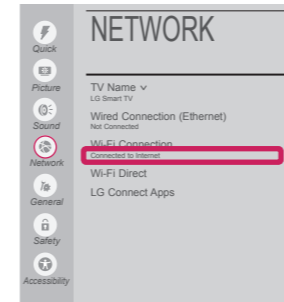 NETWORK
Quick
Picture
Sound
Network
General
Safety
Accessibility
TV Name
LG Smart TV
Wired Connection (Ethernet)
Not Connected
Wi-Fi Connection
Connected to Internet
Wi-Fi Direct
LG Connect Apps